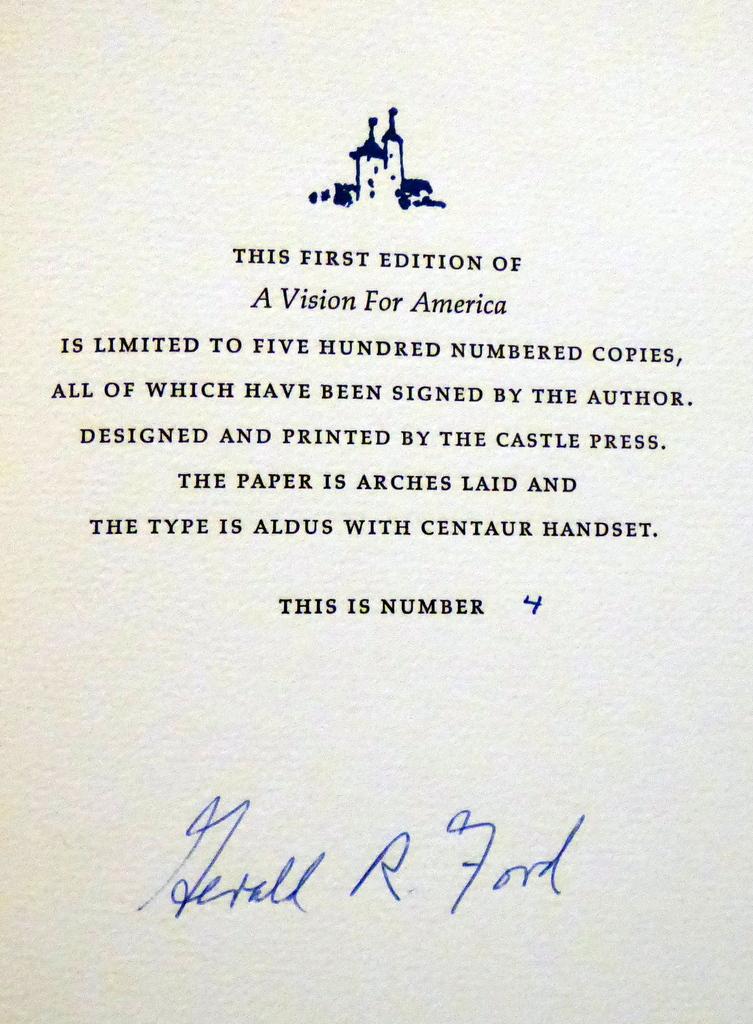 THIS FIRST EDITION OF
A Vision For America
IS LIMITED TO FIVE HUNDRED NUMBERED COPIES,
ALL OF WHICH HAVE BEEN SIGNED BY THE AUTHOR.
DESIGNED AND PRINTED BY THE CASTLE PRESS.
THE PAPER IS ARCHES LAID AND
THE TYPE IS ALDUS WITH CENTAUR HANDSET.
THIS IS NUMBER 4
Gerald R. Ford